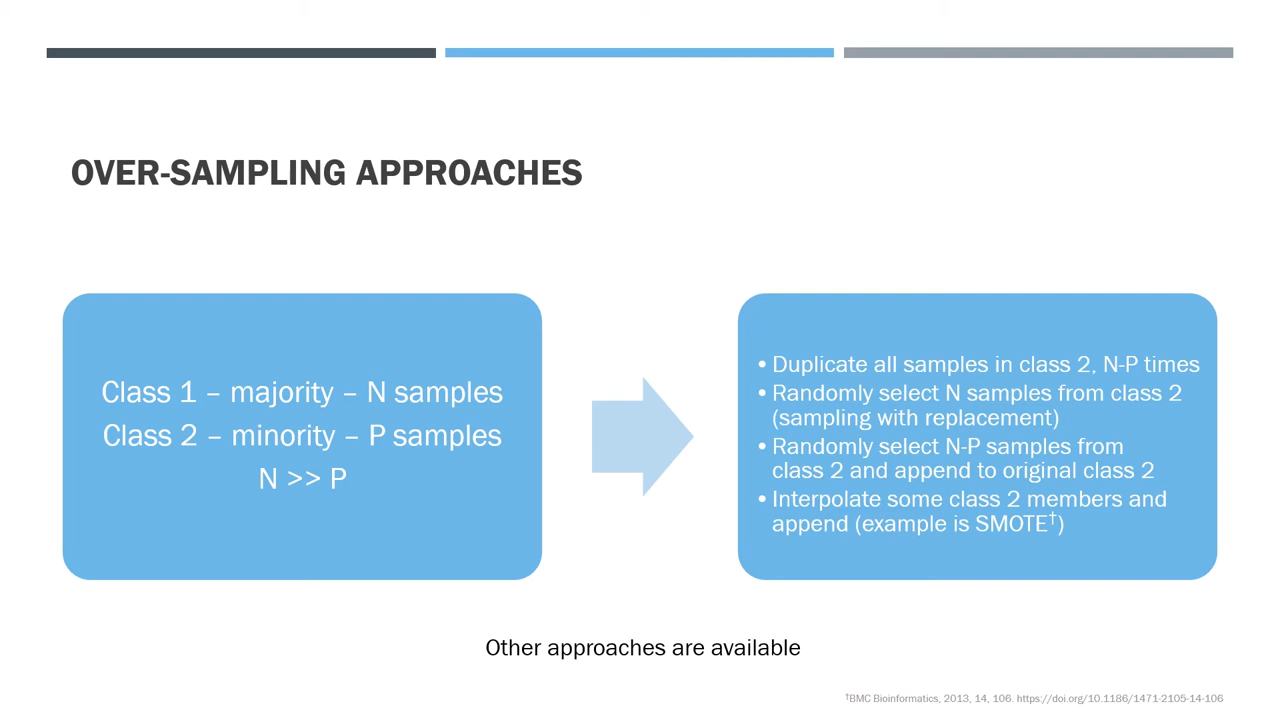 OVER-SAMPLING APPROACHES
Class 1 – majority – N samples
Class 2 – minority – P samples
N >> P
• Duplicate all samples in class 2, N-P times
• Randomly select N samples from class 2
(sampling with replacement)
• Randomly select N-P samples from
class 2 and append to original class 2
• Interpolate some class 2 members and
append (example is SMOTE†)
Other approaches are available
†BMC Bioinformatics, 2013, 14, 106. https://doi.org/10.1186/1471-2105-14-106